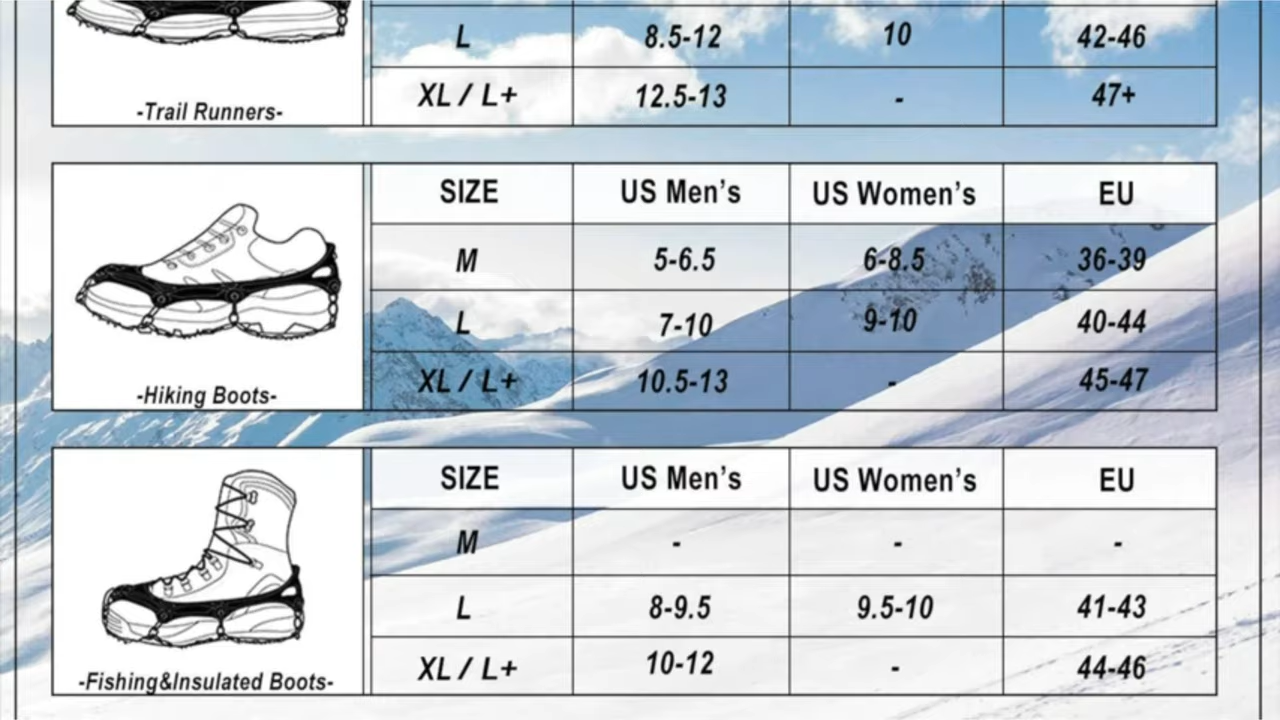 L 8.5-12 10 42-46
XL / L+ 12.5-13 - 47+
-Trail Runners-
SIZE US Men’s US Women’s EU
M 5-6.5 6-8.5 36-39
L 7-10 9-10 40-44
XL / L+ 10.5-13 - 45-47
-Hiking Boots-
SIZE US Men’s US Women’s EU
M - - -
L 8-9.5 9.5-10 41-43
XL / L+ 10-12 - 44-46
-Fishing&Insulated Boots-